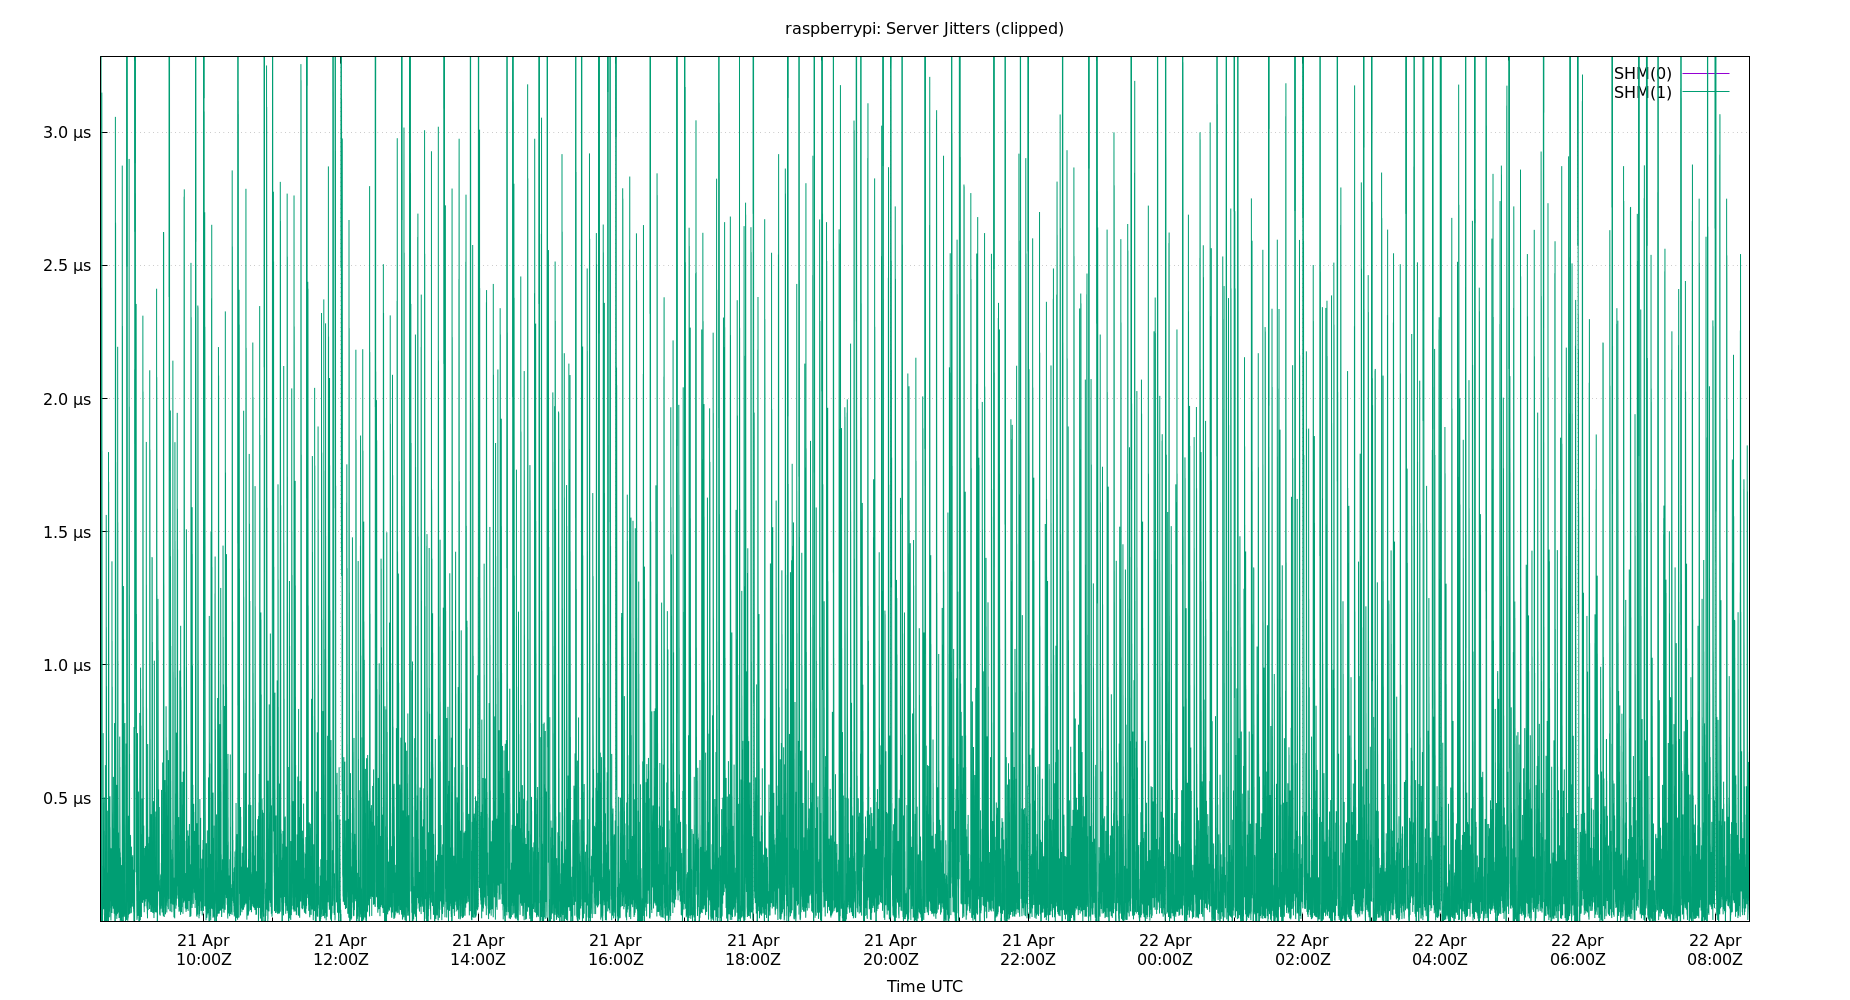 raspberrypi: Server Jitters (clipped)
SHM(0)
SHM(1)
3.0 µs
2.5 µs
2.0 µs
1.5 µs
1.0 µs
0.5 µs
21 Apr 21 Apr 21 Apr 21 Apr 21 Apr 21 Apr 21 Apr 22 Apr 22 Apr 22 Apr 22 Apr 22 Apr
10:00Z 12:00Z 14:00Z 16:00Z 18:00Z 20:00Z 22:00Z 00:00Z 02:00Z 04:00Z 06:00Z 08:00Z
Time UTC